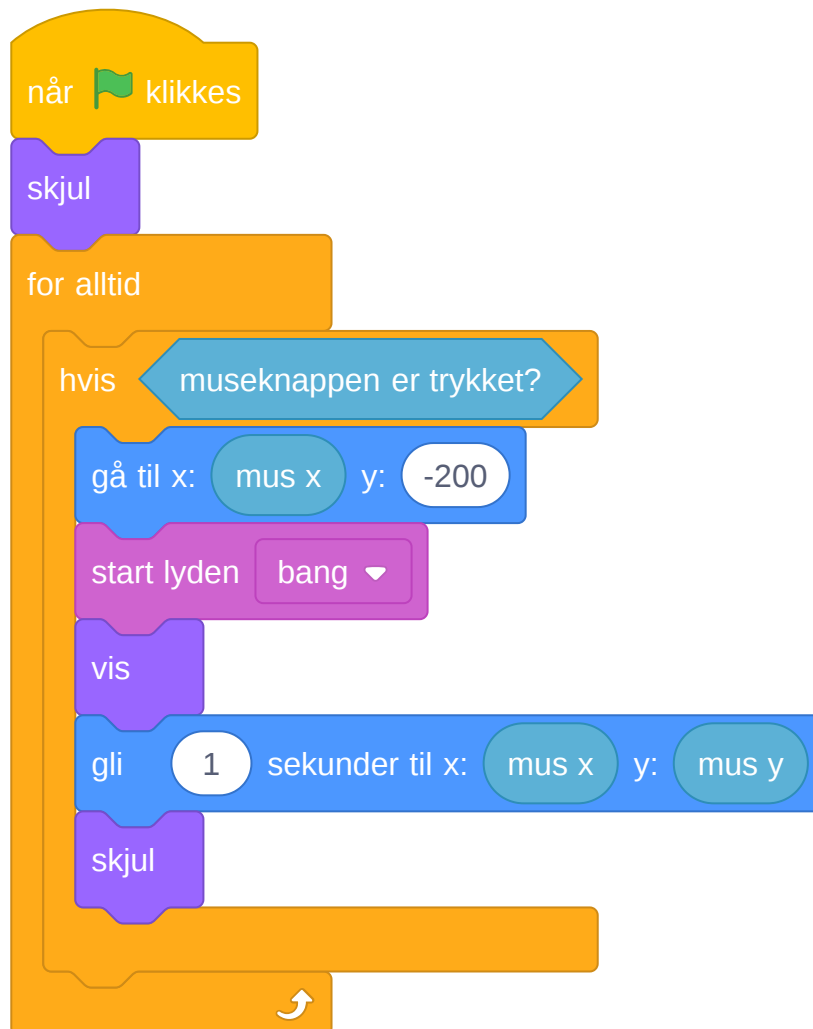 når klikkes
skjul
for alltid
hvis museknappen er trykket?
gå til x: mus x y: -200
start lyden bang
vis
gli 1 sekunder til x: mus x y: mus y
skjul